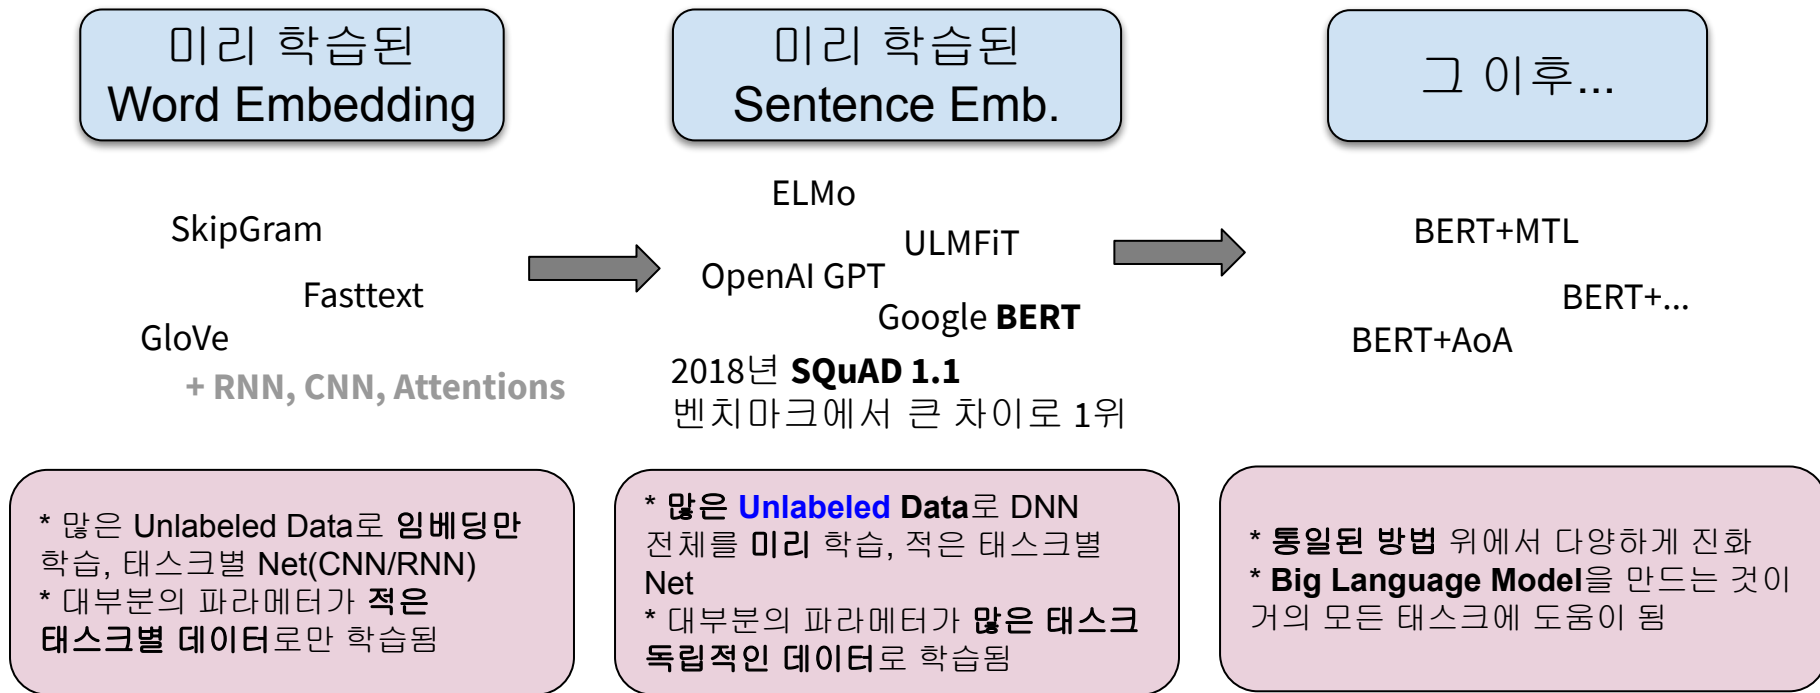 미리 학습된
Word Embedding
SkipGram
Fasttext
GloVe
+ RNN, CNN, Attentions
* 많은 Unlabeled Data로 임베딩만
학습, 태스크별 Net(CNN/RNN)
* 대부분의 파라메터가 적은
태스크별 데이터로만 학습됨
미리 학습된
Sentence Emb.
ELMo
ULMFiT
OpenAI GPT
Google BERT
2018년 SQuAD 1.1
벤치마크에서 큰 차이로 1위
* 많은 Unlabeled Data로 DNN
전체를 미리 학습, 적은 태스크별
Net
* 대부분의 파라메터가 많은 태스크
독립적인 데이터로 학습됨
그 이후...
BERT+MTL
BERT+...
BERT+AoA
* 통일된 방법 위에서 다양하게 진화
* Big Language Model을 만드는 것이
거의 모든 태스크에 도움이 됨